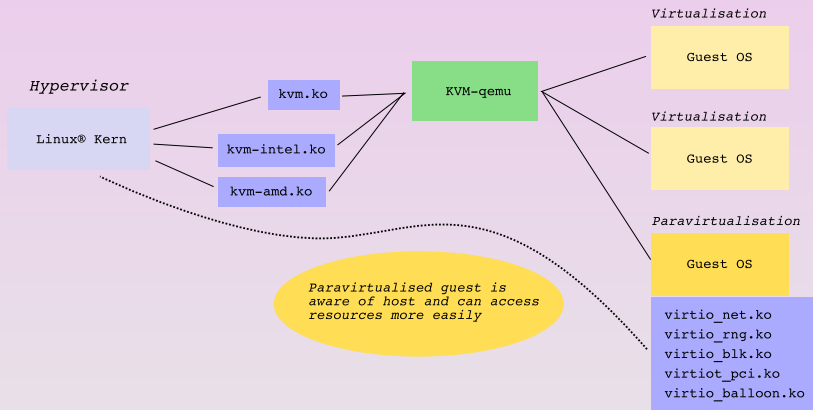 Hypervisor
Linux® Kern
kvm.ko
kvm-intel.ko
kvm-amd.ko
KVM-qemu
Virtualisation
Guest OS
Virtualisation
Guest OS
Paravirtualisation
Guest OS
virtio_net.ko
virtio_rng.ko
virtio_blk.ko
virtiot_pci.ko
virtio_balloon.ko
Paravirtualised guest is
aware of host and can access
resources more easily